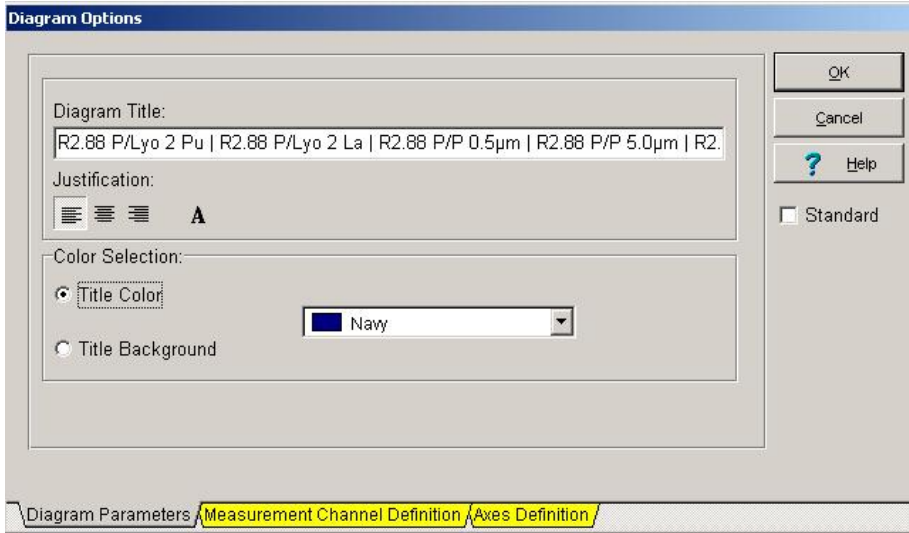 Diagram Options
Diagram Title:
R2.88 P/Lyo 2 Pu | R2.88 P/Lyo 2 La | R2.88 P/P 0.5µm | R2.88 P/P 5.0µm | R2.
Justification:
A
Color Selection:
Title Color
Navy
Title Background
OK
Cancel
? Help
Standard
Diagram Parameters
Measurement Channel Definition
Axes Definition